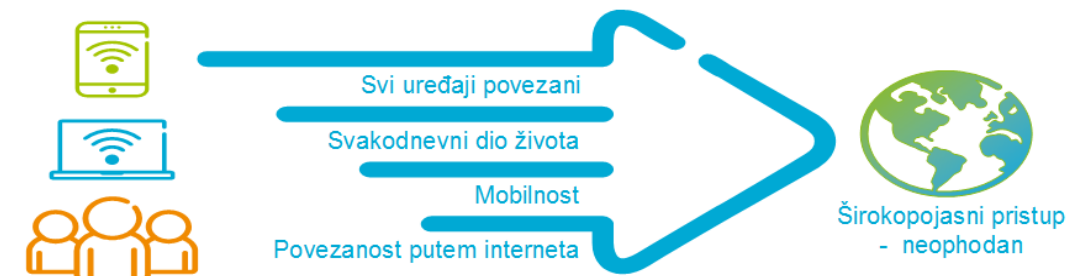 Svi uređaji povezani
Svakodnevni dio života
Mobilnost
Povezanost putem interneta
Širokopojasni pristup
- neophodan